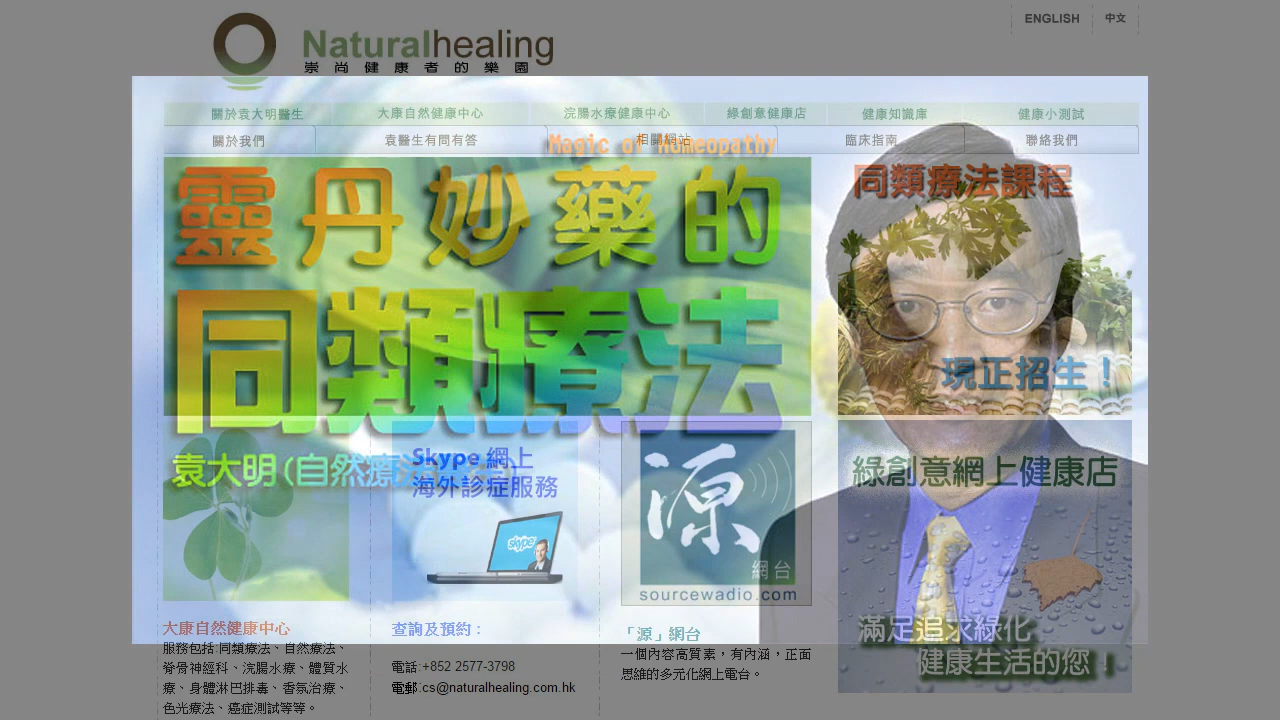 ENGLISH
中文
Naturalhealing
崇尚健康者的樂園
關於袁大明醫生
大康自然健康中心
浣腸水療健康中心
綠創意健康店
健康知識庫
健康小測試
關於我們
袁醫生有問有答
相關網站
臨床指南
聯絡我們
Magic of Homeopathy
靈丹妙藥的
同類療法
袁大明(自然療法
同類療法課程
現正招生！
Skype 網上
海外診症服務
skype
源
網台
sourcewadio.com
綠創意網上健康店
滿足追求綠化
健康生活的您！
大康自然健康中心
服務包括:同類療法、自然療法、
脊骨神經科、浣腸水療、體質水
療、身體淋巴排毒、香氣治療、
色光療法、癌症測試等等。
查詢及預約：
電話:+852 2577-3798
電郵:cs@naturalhealing.com.hk
「源」網台
一個內容高質素，有內涵，正面
思維的多元化網上電台。